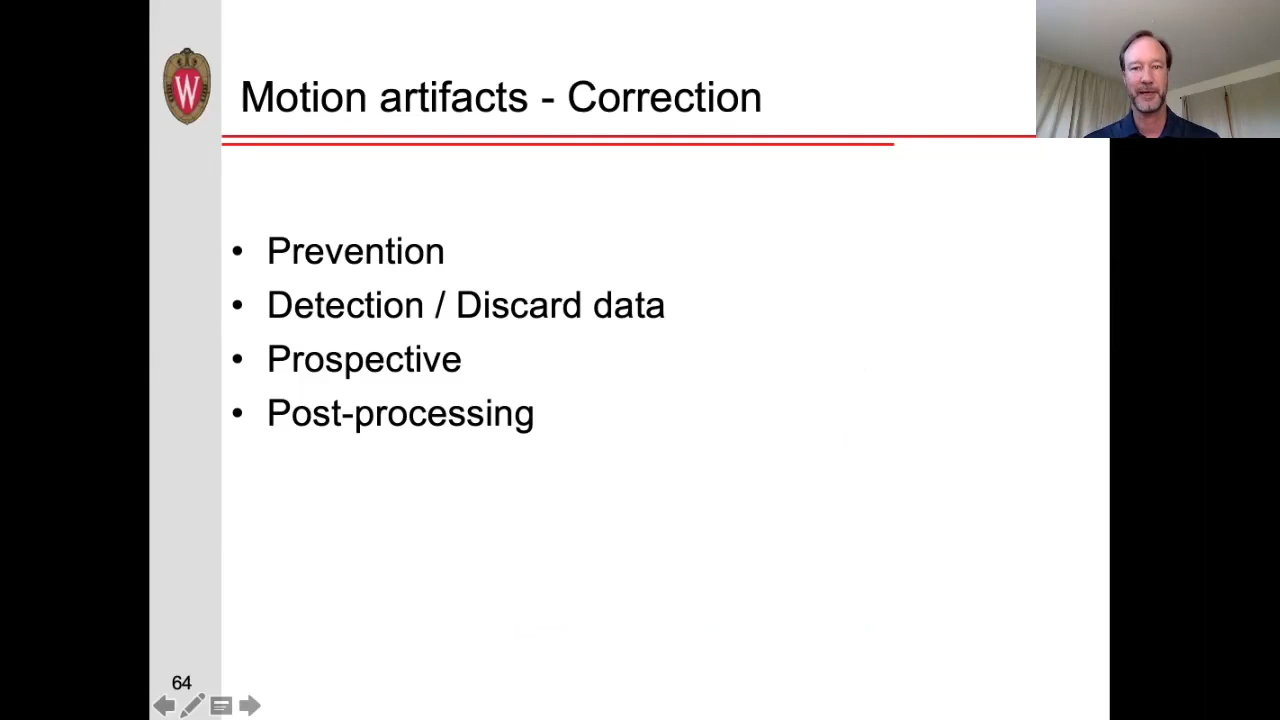 W
Motion artifacts - Correction
• Prevention
• Detection / Discard data
• Prospective
• Post-processing
64